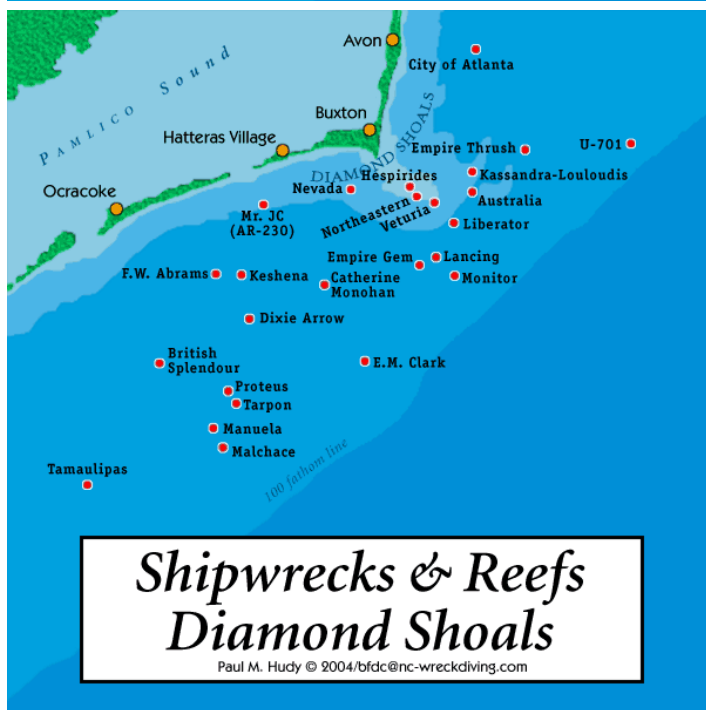 Avon
City of Atlanta
Pamlico Sound
Buxton
DIAMOND SHOALS
Hatteras Village
Empire Thrush
U-701
Hespirides
Kassandra-Louloudis
Nevada
Ocracoke
Northeastern
Australia
Veturia
Mr. JC
(AR-230)
Liberator
Empire Gem
Lancing
F.W. Abrams
Keshena
Catherine
Monohan
Monitor
Dixie Arrow
British
Splendour
E.M. Clark
Proteus
Tarpon
Manuela
Malchace
100 fathom line
Tamaulipas
Shipwrecks & Reefs
Diamond Shoals
Paul M. Hudy © 2004/bfdc@nc-wreckdiving.com